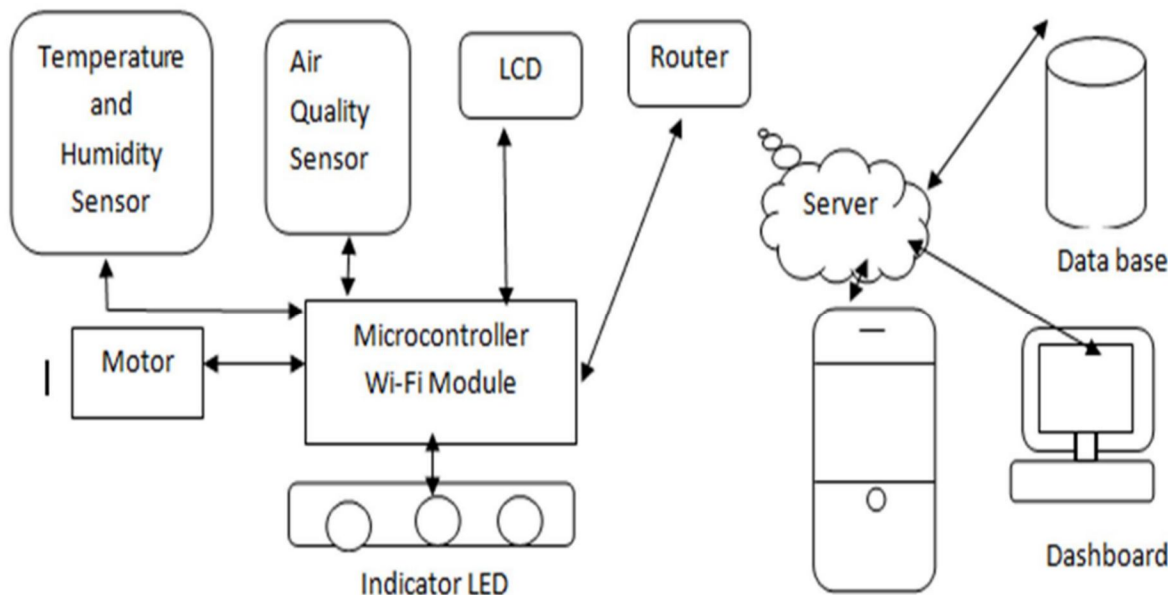 Temperature
and
Humidity
Sensor
Air
Quality
Sensor
LCD
Router
Server
Data base
Motor
Microcontroller
Wi-Fi Module
Indicator LED
Dashboard